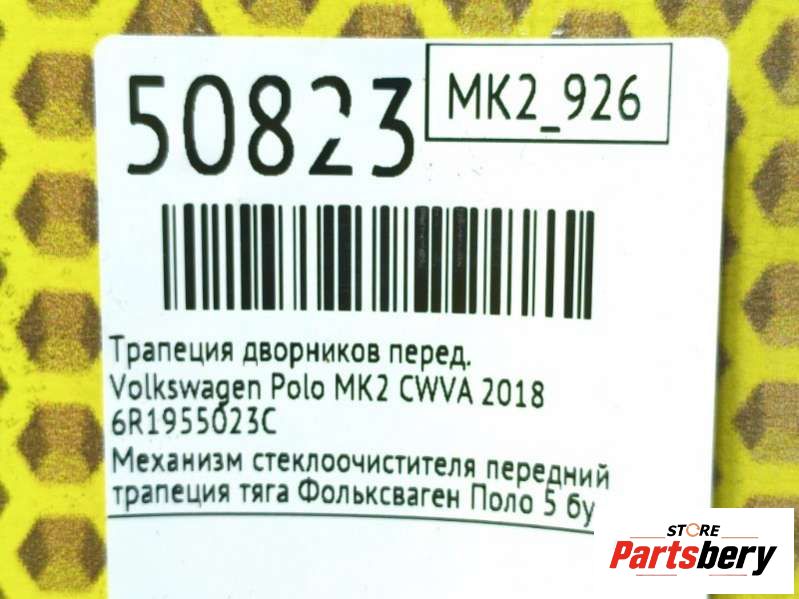 50823
MK2_926
Трапеция дворников перед.
Volkswagen Polo MK2 CWVA 2018
6R1955023C
Механизм стеклоочистителя передний
трапеция тяга Фольксваген Поло 5 бу
STORE
Partsbery